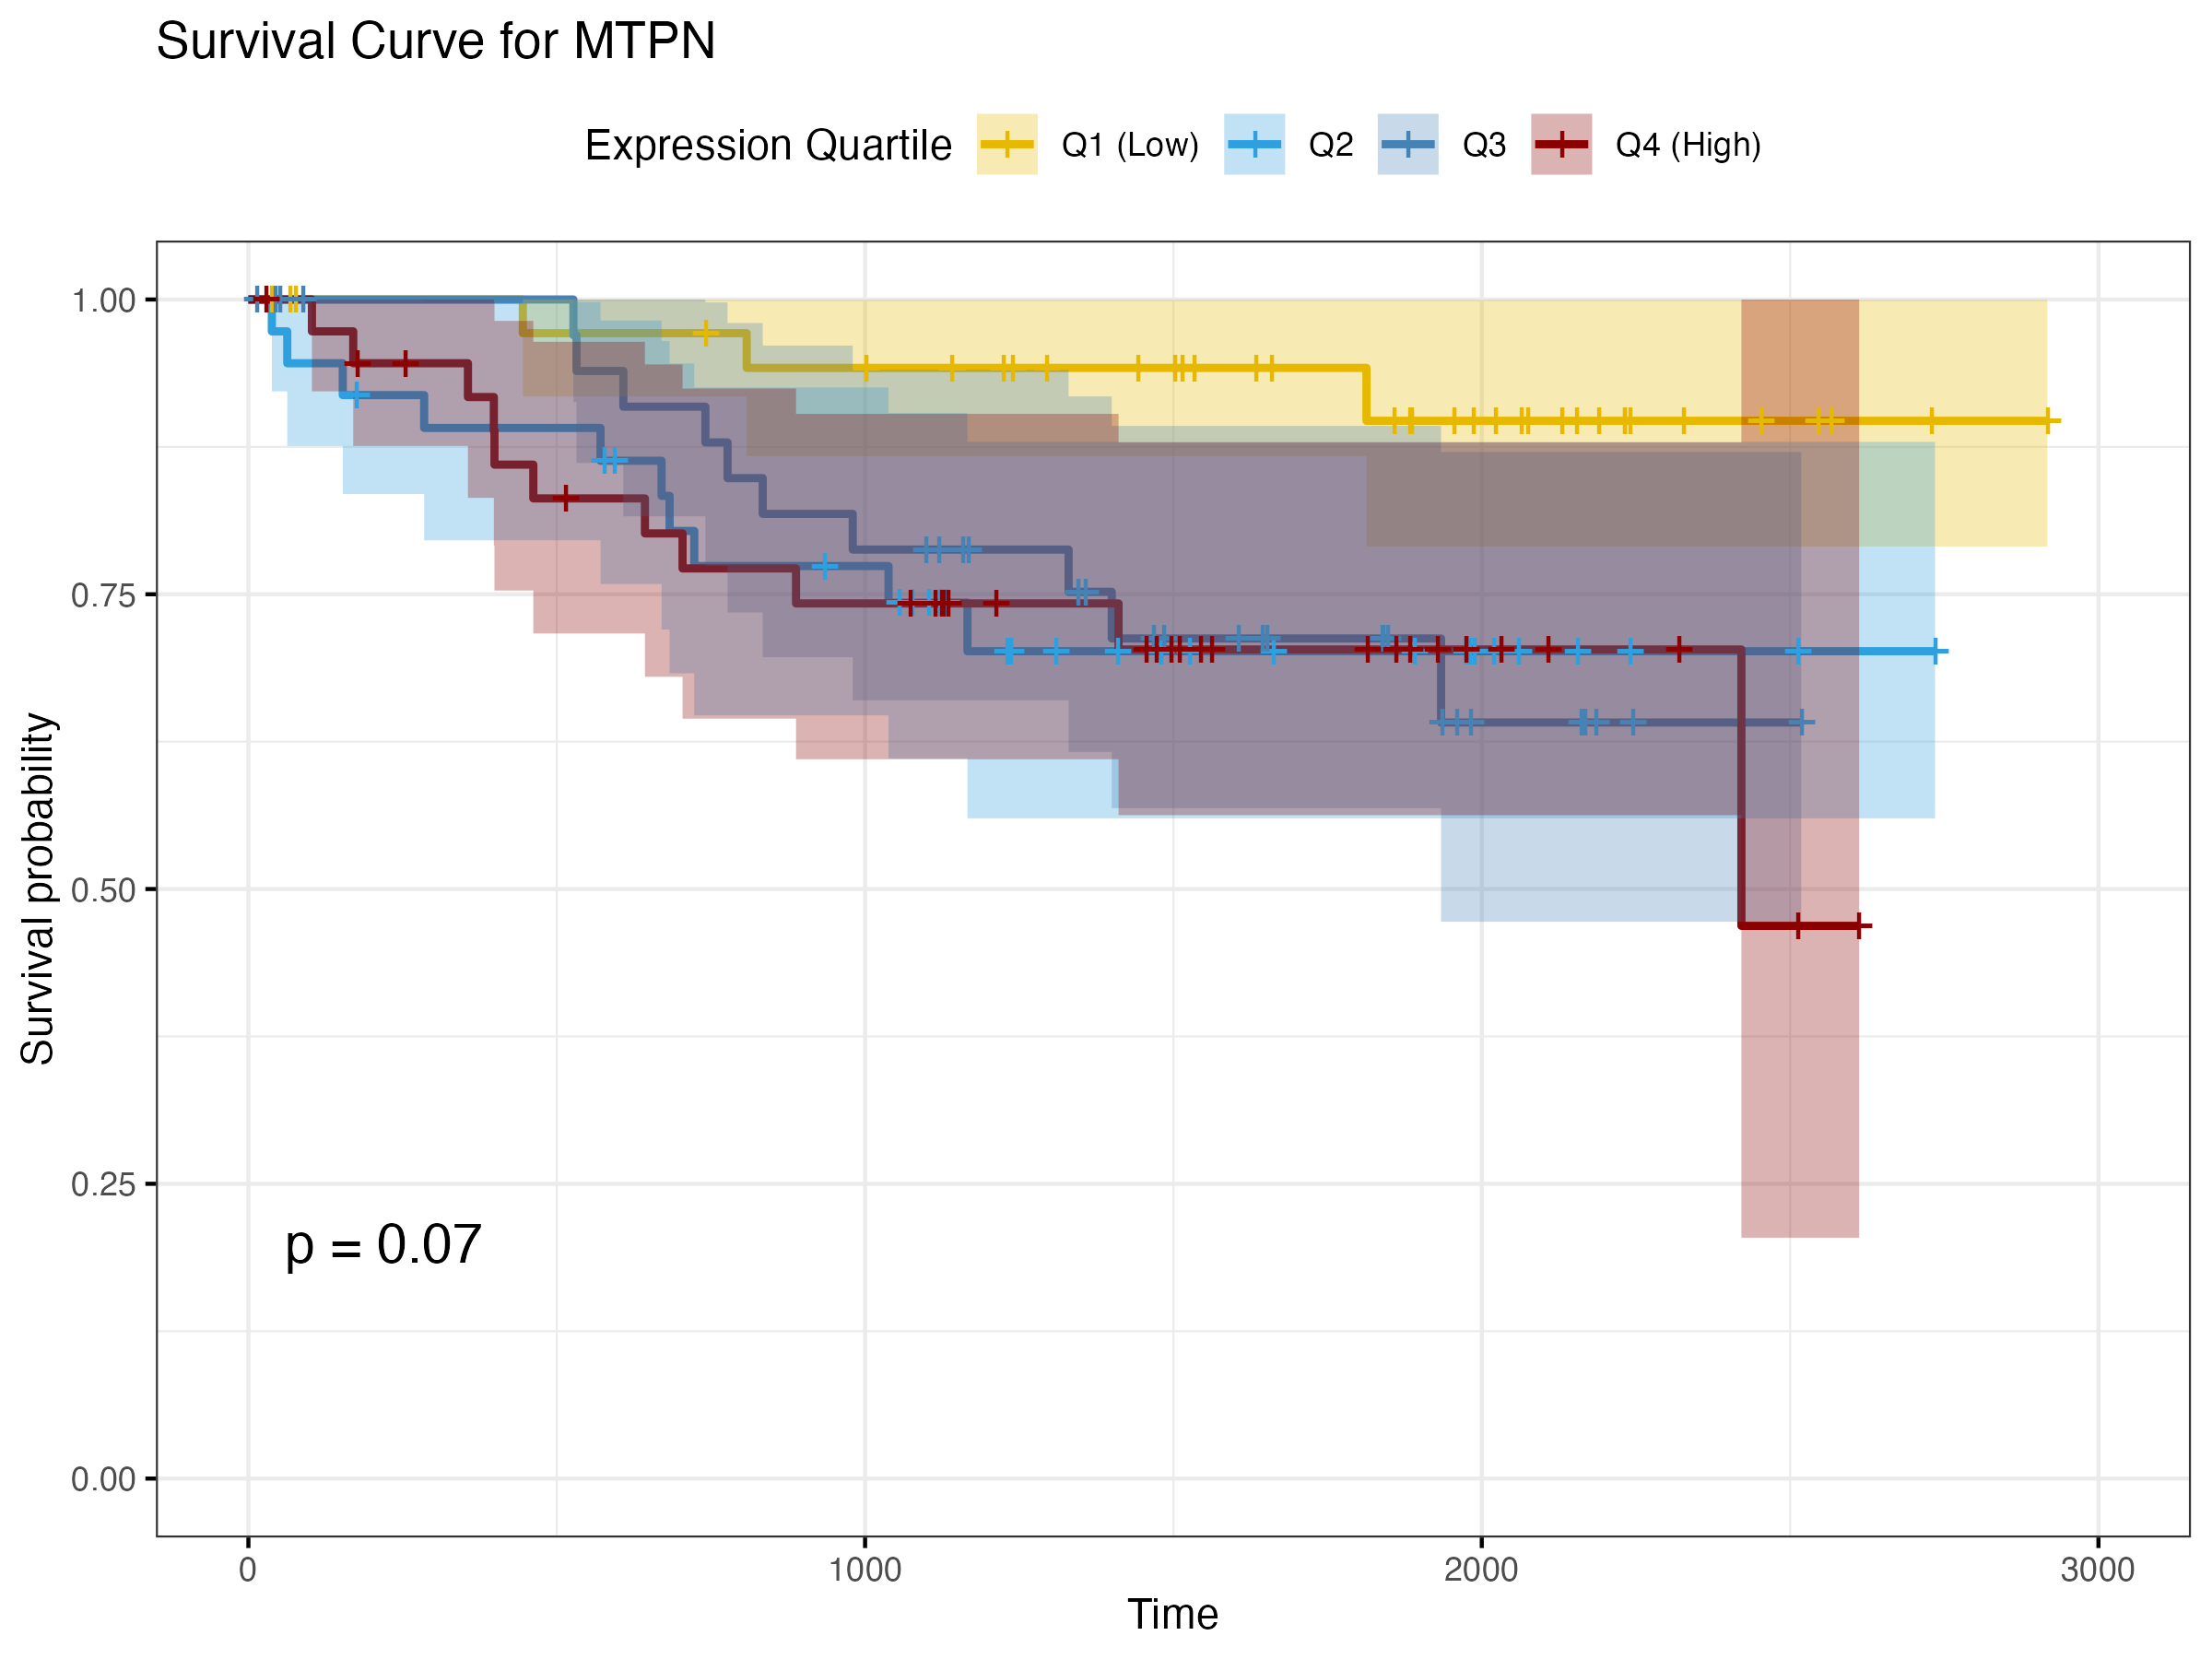 Survival Curve for MTPN
Expression Quartile Q1 (Low) Q2 Q3 Q4 (High)
1.00
0.75
0.50
0.25
0.00
Survival probability
p = 0.07
0 1000 2000 3000
Time